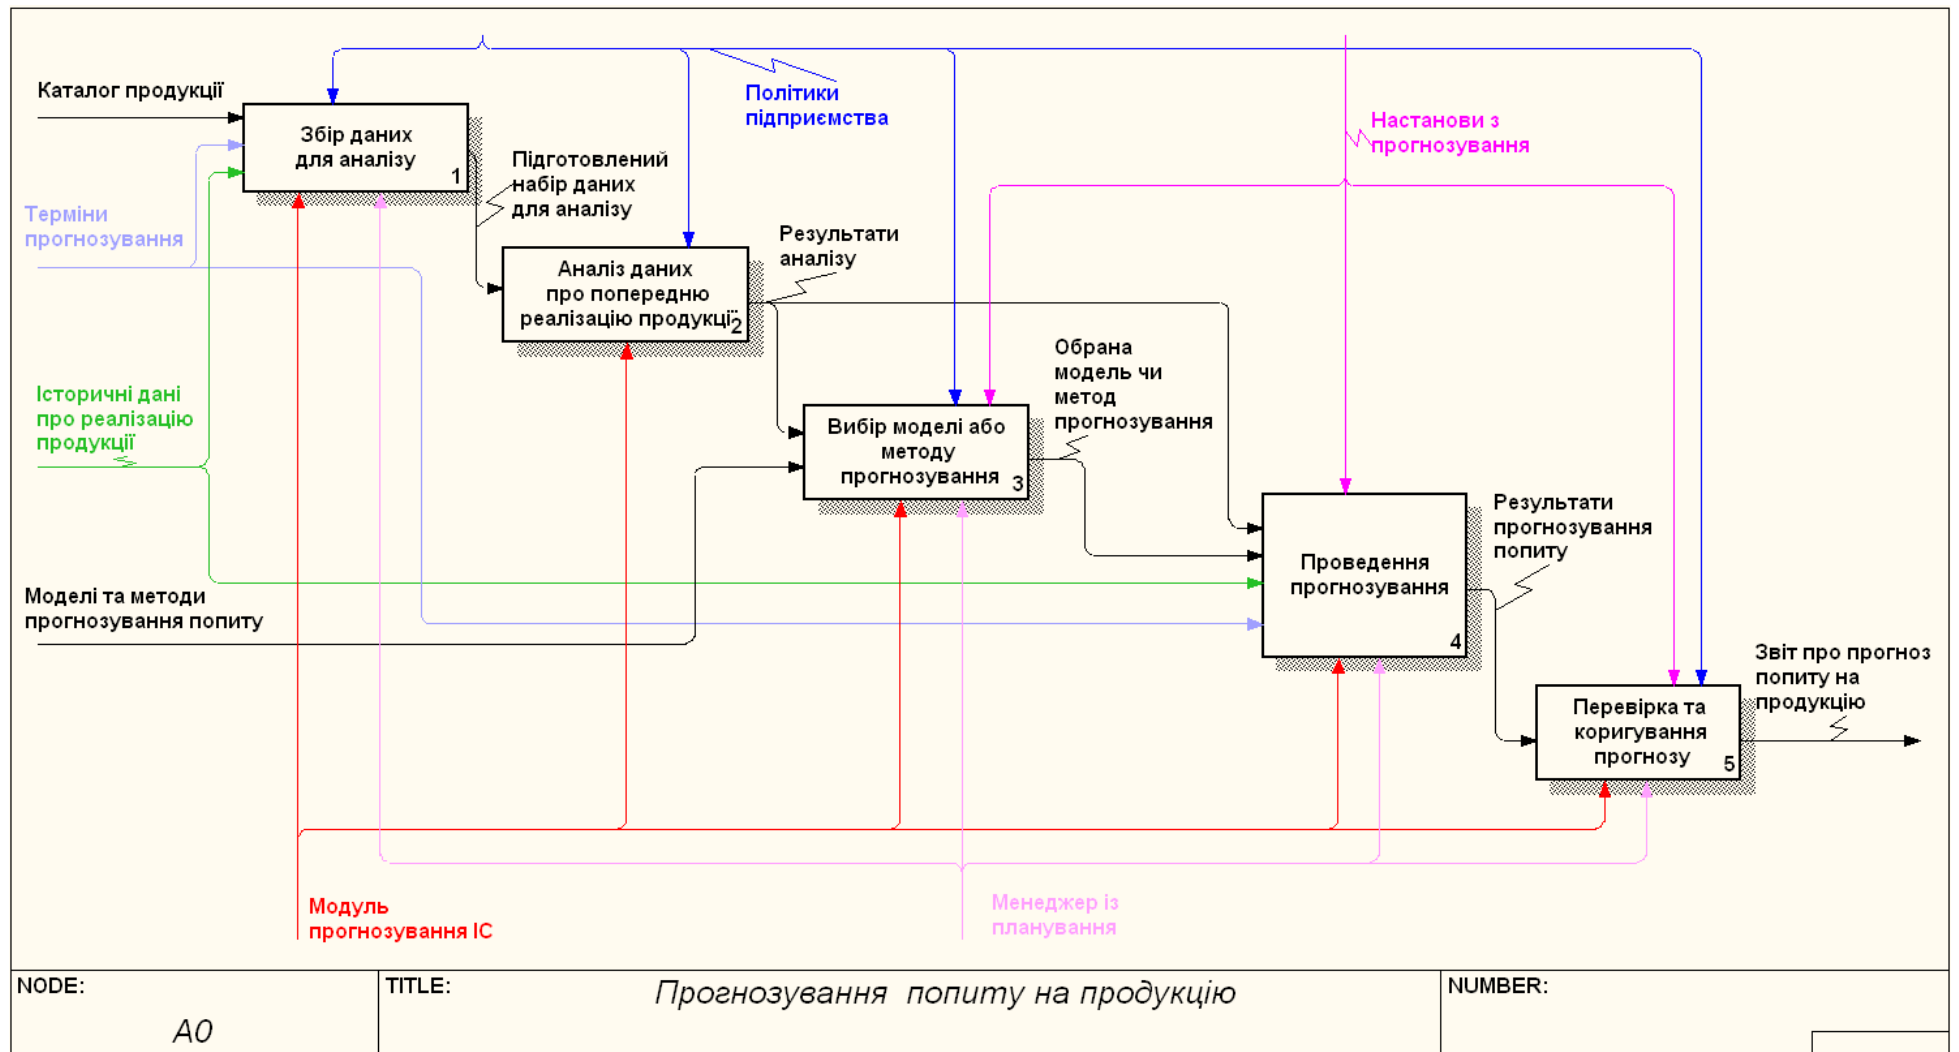 Каталог продукції
Збір даних
для аналізу
1
Політики
підприємства
Настанови з
прогнозування
Підготовлений
набір даних
для аналізу
Терміни
прогнозування
Результати
аналізу
Аналіз даних
про попередню
реалізацію продукції
2
Обрана
модель чи
метод
прогнозування
Історичні дані
про реалізацію
продукції
Вибір моделі або
методу
прогнозування
3
Результати
прогнозування
попиту
Проведення
прогнозування
4
Моделі та методи
прогнозування попиту
Звіт про прогноз
попиту на
продукцію
Перевірка та
коригування
прогнозу
5
Модуль
прогнозування ІС
Менеджер із
планування
NODE:
A0
TITLE:
Прогнозування попиту на продукцію
NUMBER: